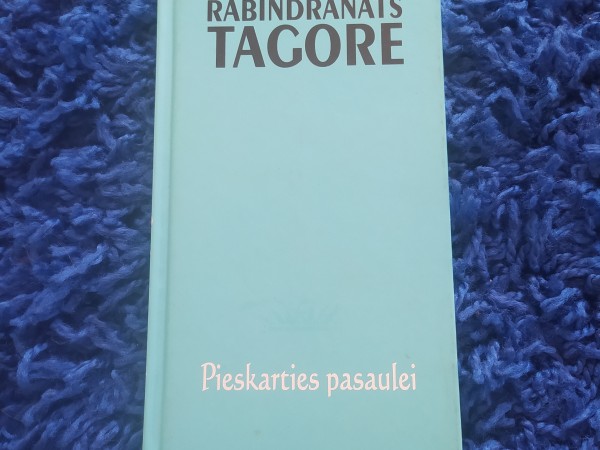 RABINDRANATS
TAGORE
Pieskarties pasaulei